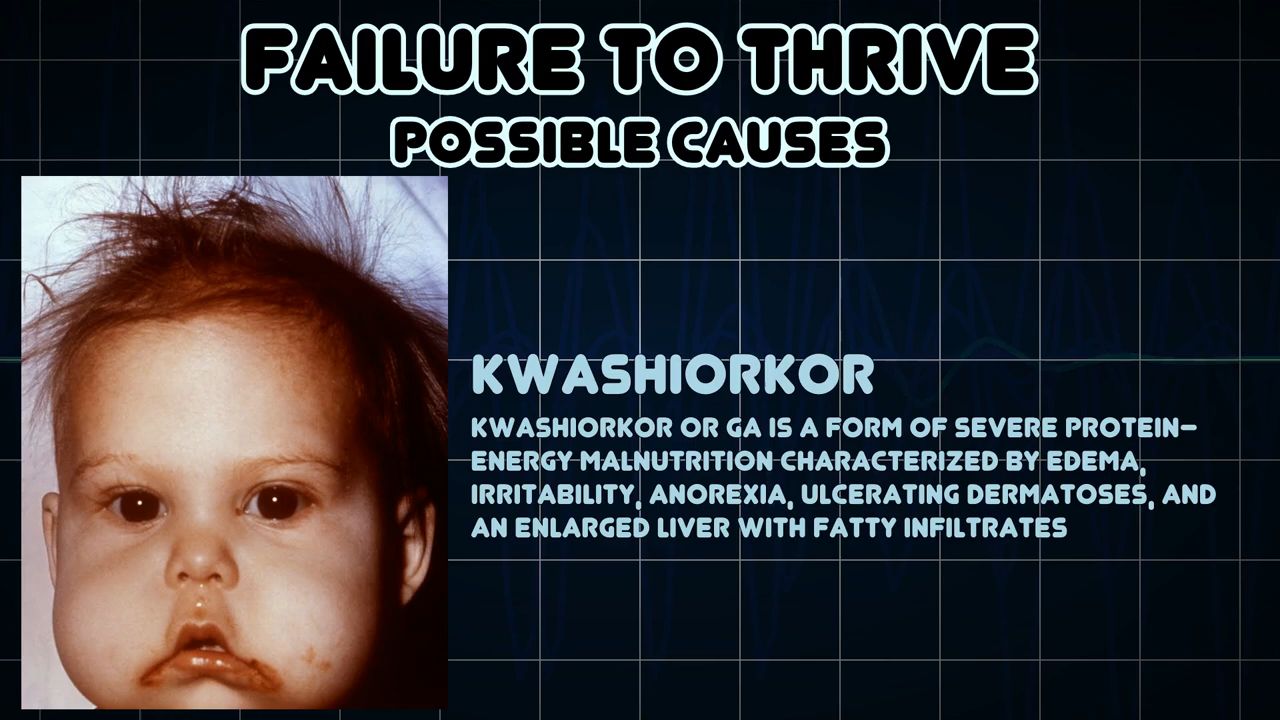 FAILURE TO THRIVE
POSSIBLE CAUSES
KWASHIORKOR
KWASHIORKOR OR GA IS A FORM OF SEVERE PROTEIN-
ENERGY MALNUTRITION CHARACTERIZED BY EDEMA,
IRRITABILITY, ANOREXIA, ULCERATING DERMATOSES, AND
AN ENLARGED LIVER WITH FATTY INFILTRATES